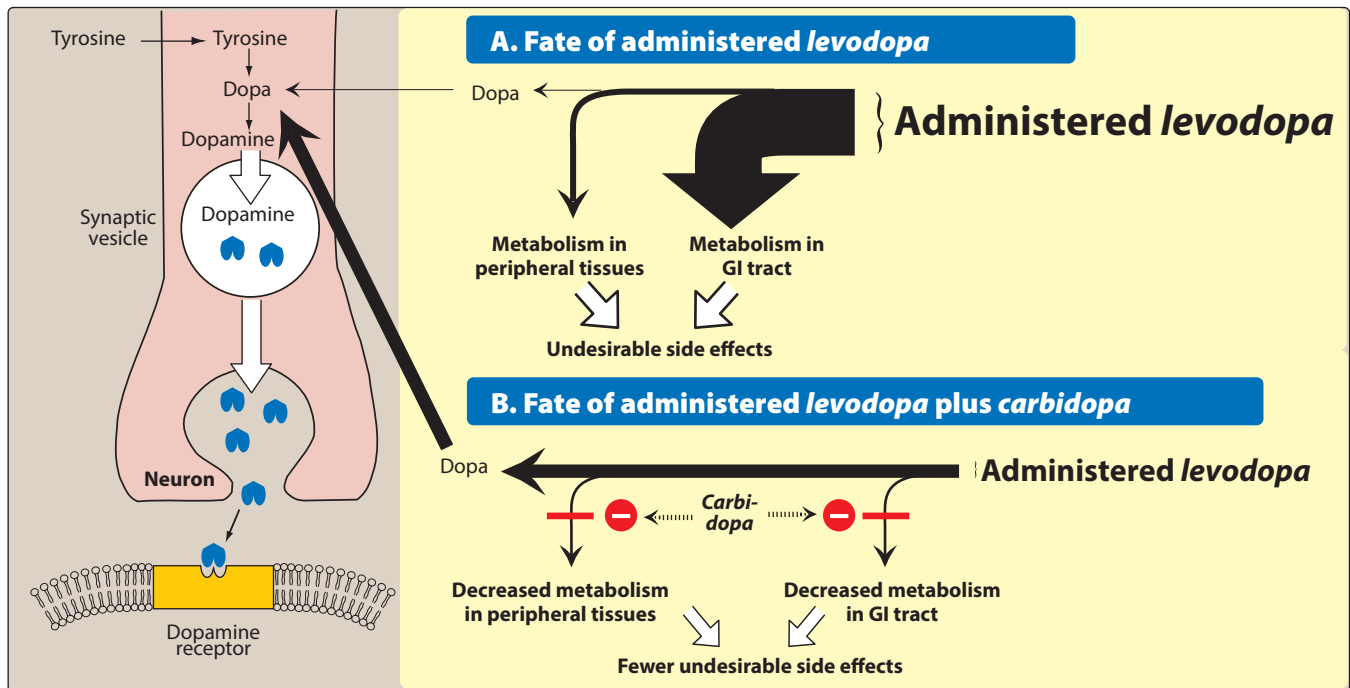 Tyrosine
Tyrosine
Dopa
Dopamine
Dopamine
Synaptic
vesicle
Neuron
Dopamine
receptor
A. Fate of administered levodopa
Dopa
Administered levodopa
Metabolism in
peripheral tissues
Metabolism in
GI tract
Undesirable side effects
B. Fate of administered levodopa plus carbidopa
Dopa
Administered levodopa
Carbi-
dopa
Decreased metabolism
in peripheral tissues
Decreased metabolism
in GI tract
Fewer undesirable side effects